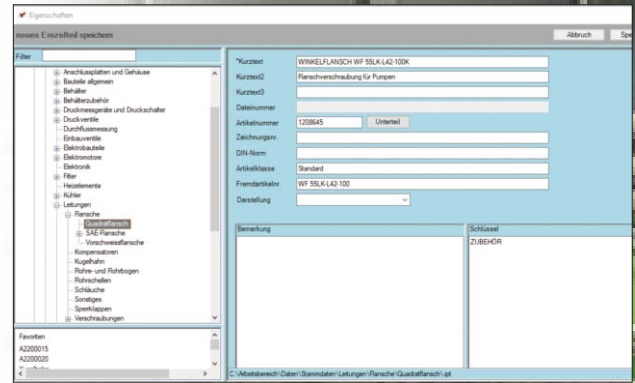 Eigenschaften
neues Einzelteil speichern
Abbruch
Spe
Filter
Anschlussplatten und Gehäuse
Bauteile allgemein
Behälter
Behälterzubehör
Druckmessgeräte und Druckschalter
Druckventile
Durchflussmessung
Einbauventile
Elektrobauteile
Elektromotore
Elektronik
Filter
Heizelemente
Kühler
Leitungen
Flansche
Quadratflansch
SAE-Flansche
Vorschweissflansche
Kompensatoren
Kugelhahn
Rohre- und Rohrbogen
Rohrschellen
Schläuche
Sonstiges
Sperrklappen
Verschraubungen
Favoriten
A2200015
A2200020
*Kurztext WINKELFLANSCH WF 55LK-L42-100K
Kurztext2 Flanschverschraubung für Pumpen
Kurztext3
Dateinummer
Artikelnummer 1208645 Unterteil
Zeichnungsnr.
DIN-Norm
Artikelklasse Standard
Fremdartikelnr. WF 55LK-L42-100
Darstellung
Bemerkung
Schlüssel
ZUBEHÖR
C:\Arbeitsbereich\Daten\Stammdaten\Leitungen\Flansche\Quadratflansch\.ipt